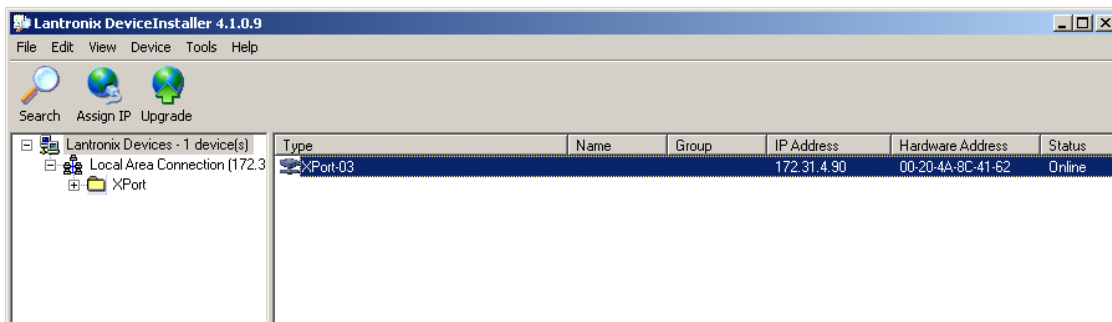 Lantronix DeviceInstaller 4.1.0.9
File Edit View Device Tools Help
Search Assign IP Upgrade
Lantronix Devices - 1 device(s)
Local Area Connection (172.3
XPort
Type Name Group IP Address Hardware Address Status
XPort-03 172.31.4.90 00-20-4A-8C-41-62 Online